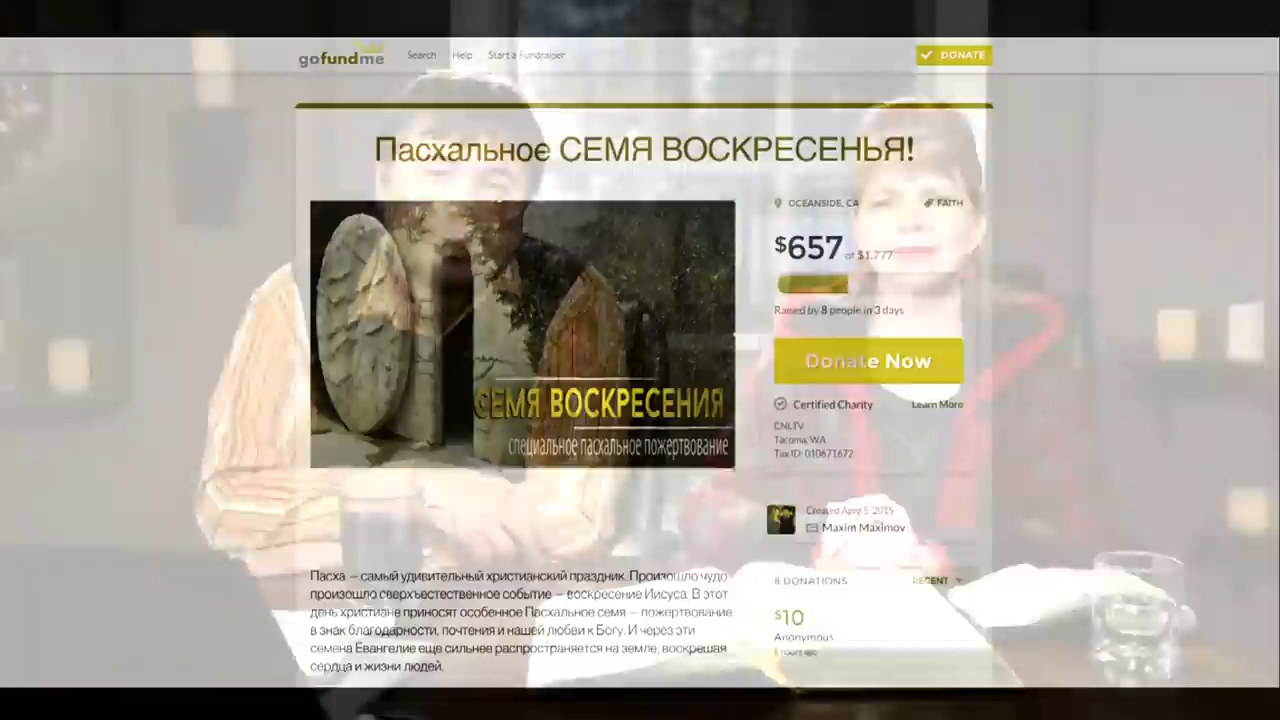 gofundme Search Help Start a Fundraiser DONATE
Пасхальное СЕМЯ ВОСКРЕСЕНЬЯ!
СЕМЯ ВОСКРЕСЕНИЯ
специальное пасхальное пожертвование
OCEANSIDE, CA FAITH
$657 of $1,777
Raised by 8 people in 3 days
Donate Now
Certified Charity Learn More
CNLTV
Tacoma, WA
Tax ID: 010671672
Created April 5, 2015
Maxim Maximov
Пасха – самый удивительный христианский праздник. Произошло чудо
произошло сверхъестественное событие – воскресение Иисуса. В этот
день христиане приносят особенное Пасхальное семя – пожертвование
в знак благодарности, почтения и нашей любви к Богу. И через эти
семена Евангелие еще сильнее распространяется на земле, воскрешая
сердца и жизни людей.
8 DONATIONS RECENT
$10
Anonymous
hours ago